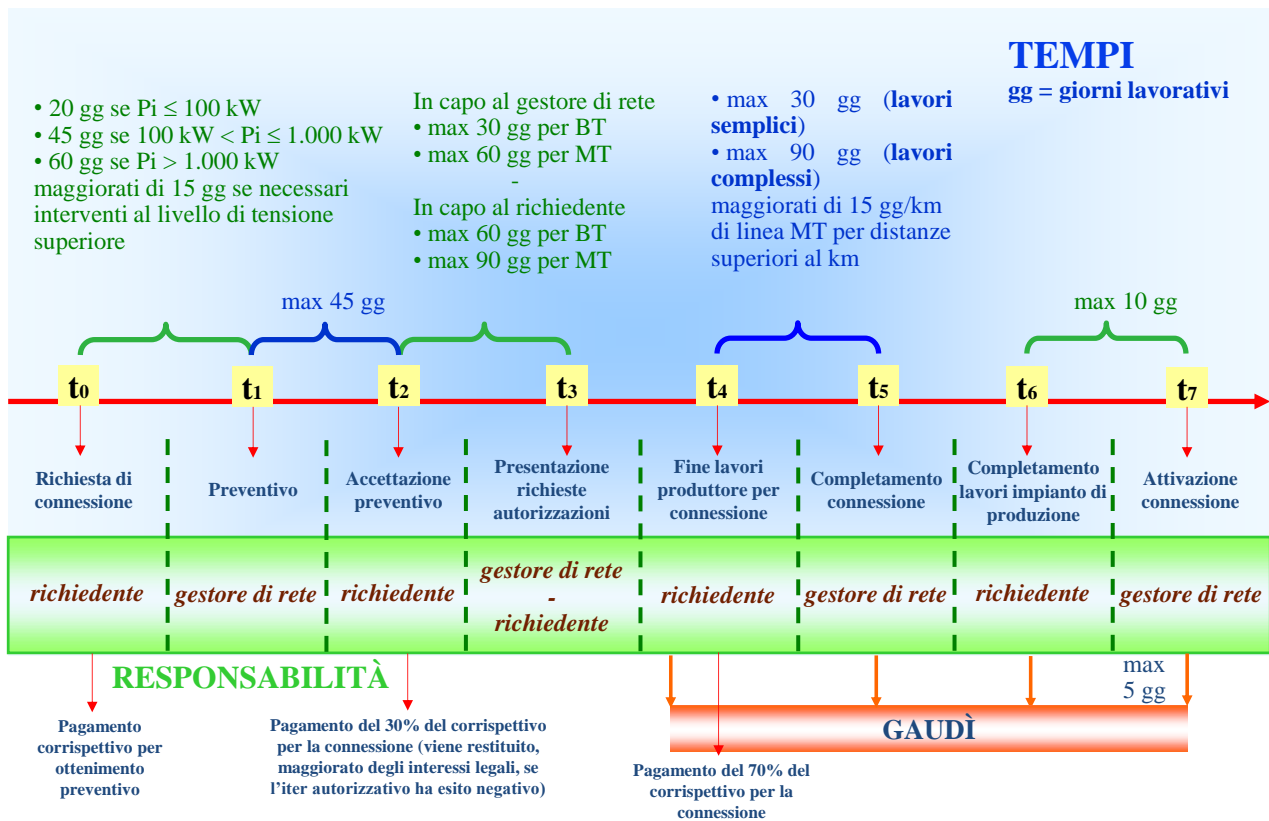 TEMPI
gg = giorni lavorativi
• 20 gg se Pi ≤ 100 kW
• 45 gg se 100 kW < Pi ≤ 1.000 kW
• 60 gg se Pi > 1.000 kW
maggiorati di 15 gg se necessari
interventi al livello di tensione
superiore
In capo al gestore di rete
• max 30 gg per BT
• max 60 gg per MT
-
In capo al richiedente
• max 60 gg per BT
• max 90 gg per MT
• max 30 gg (lavori
semplici)
• max 90 gg (lavori
complessi)
maggiorati di 15 gg/km
di linea MT per distanze
superiori al km
max 45 gg
max 10 gg
t0
t1
t2
t3
t4
t5
t6
t7
Richiesta di
connessione
Preventivo
Accettazione
preventivo
Presentazione
richieste
autorizzazioni
Fine lavori
produttore per
connessione
Completamento
connessione
Completamento
lavori impianto di
produzione
Attivazione
connessione
richiedente
gestore di rete
richiedente
gestore di rete
-
richiedente
richiedente
gestore di rete
richiedente
gestore di rete
RESPONSABILITÀ
max
5 gg
GAUDÌ
Pagamento
corrispettivo per
ottenimento
preventivo
Pagamento del 30% del corrispettivo
per la connessione (viene restituito,
maggiorato degli interessi legali, se
l'iter autorizzativo ha esito negativo)
Pagamento del 70% del
corrispettivo per la
connessione